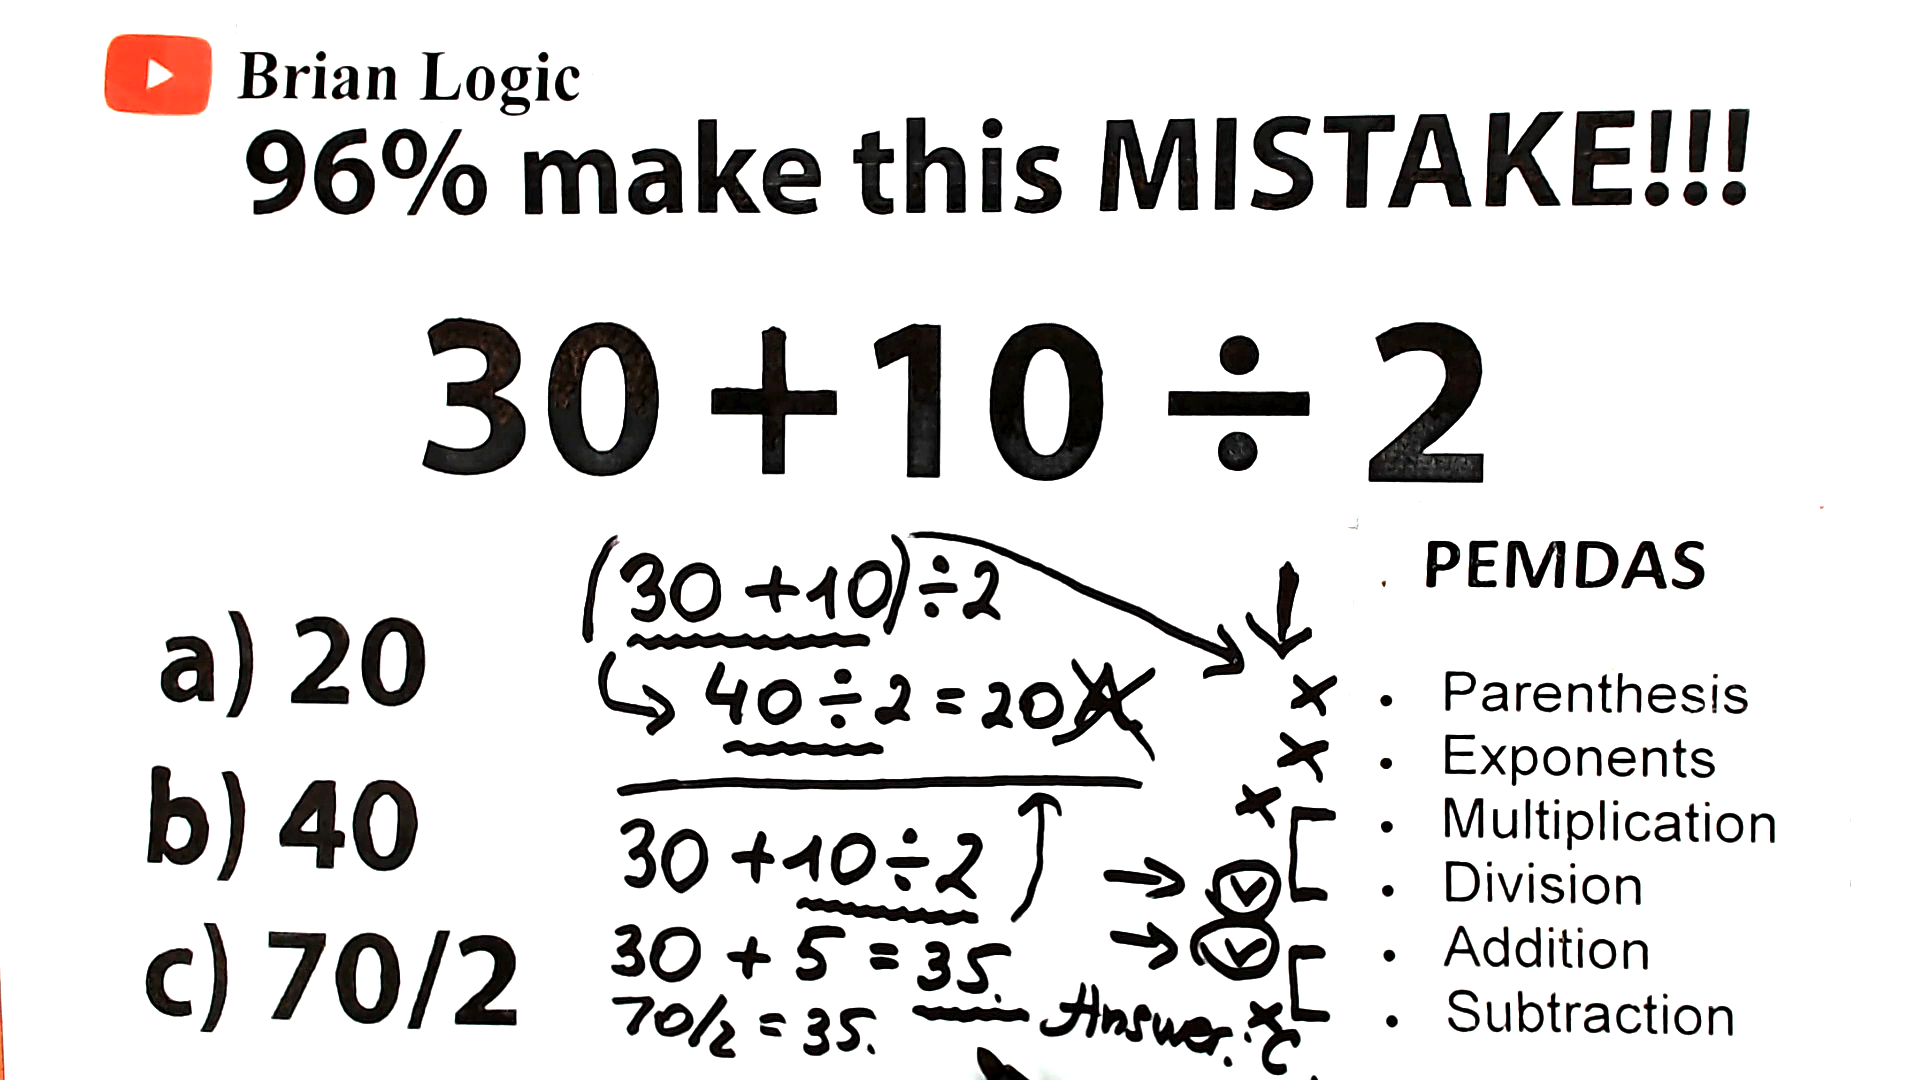 Brian Logic
96% make this MISTAKE!!!
30+10÷2
a) 20
b) 40
c) 70/2
(30+10)÷2
40÷2=20
30+10÷2
30+5=35.
70/2=35.
Answer.: C
PEMDAS
• Parenthesis
• Exponents
• Multiplication
• Division
• Addition
• Subtraction